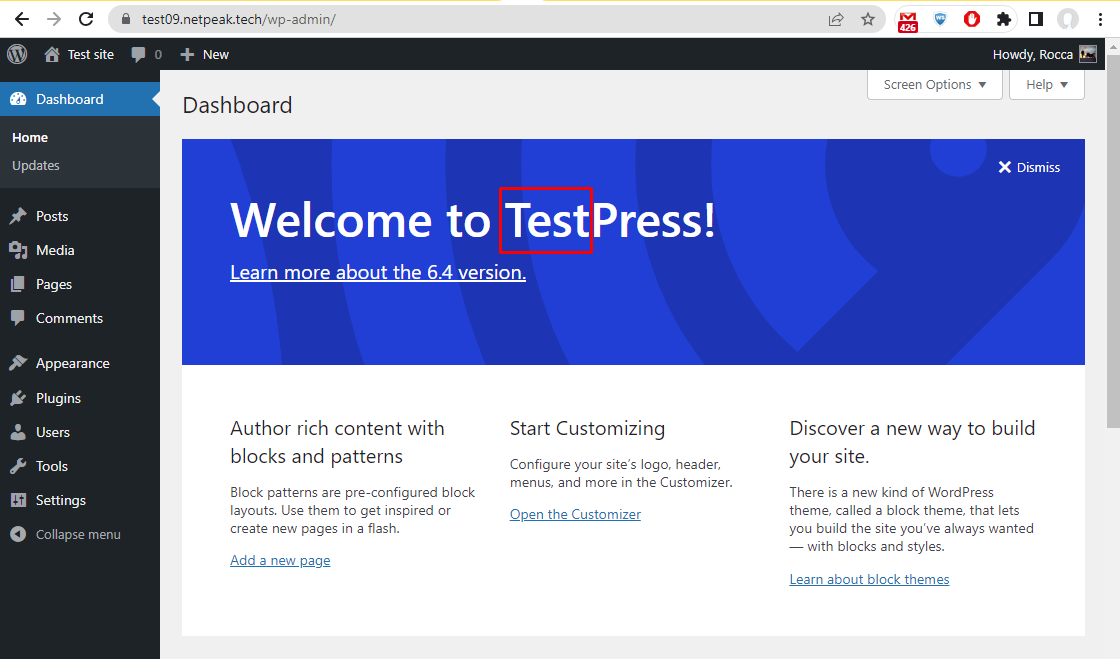 test09.netpeak.tech/wp-admin/
426
Test site 0 New Howdy, Rocca
Dashboard
Home
Updates
Posts
Media
Pages
Comments
Appearance
Plugins
Users
Tools
Settings
Collapse menu
Screen Options Help
Dashboard
Dismiss
Welcome to TestPress!
Learn more about the 6.4 version.
Author rich content with
blocks and patterns
Block patterns are pre-configured block
layouts. Use them to get inspired or
create new pages in a flash.
Add a new page
Start Customizing
Configure your site’s logo, header,
menus, and more in the Customizer.
Open the Customizer
Discover a new way to build
your site.
There is a new kind of WordPress
theme, called a block theme, that lets
you build the site you’ve always wanted
— with blocks and styles.
Learn about block themes